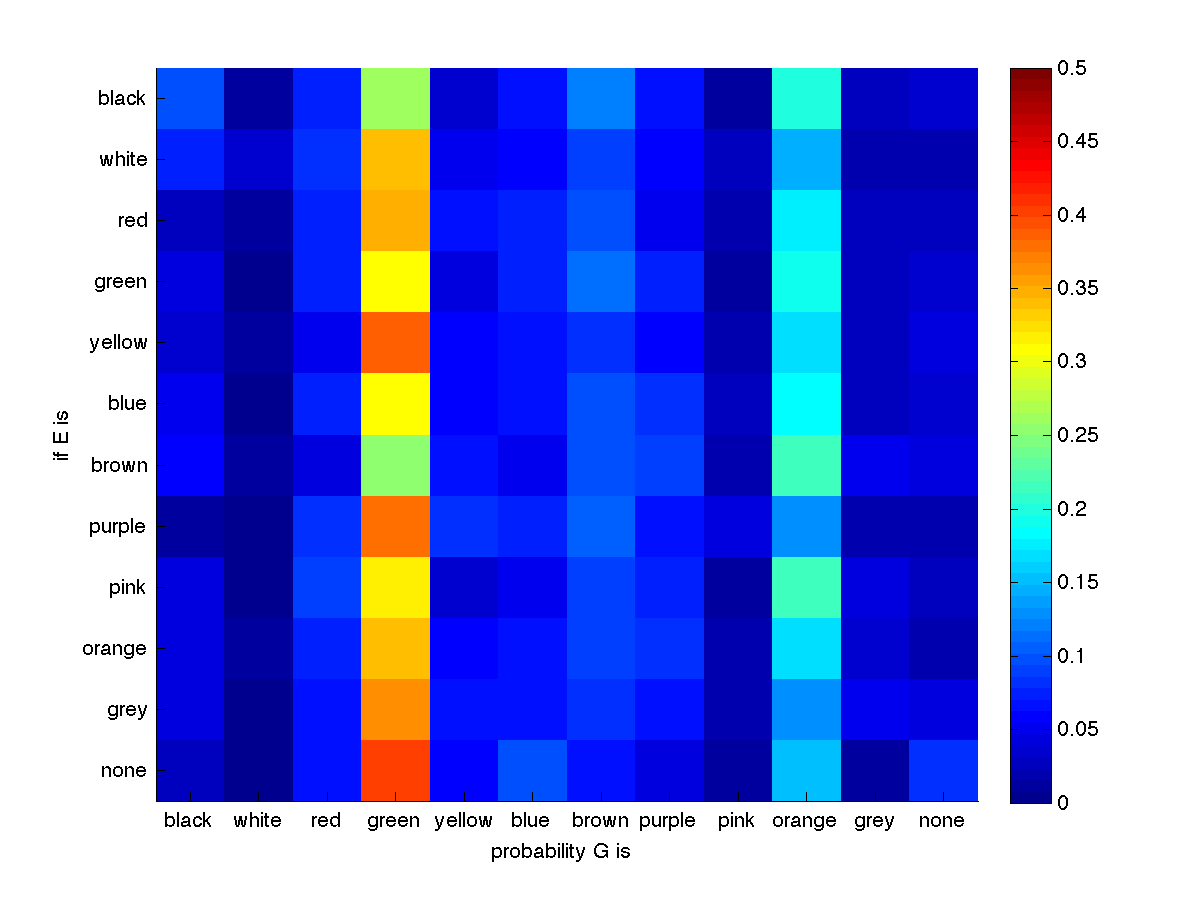 black
white
red
green
yellow
blue
brown
purple
pink
orange
grey
none
if E is
black white red green yellow blue brown purple pink orange grey none
probability G is
0.5
0.45
0.4
0.35
0.3
0.25
0.2
0.15
0.1
0.05
0